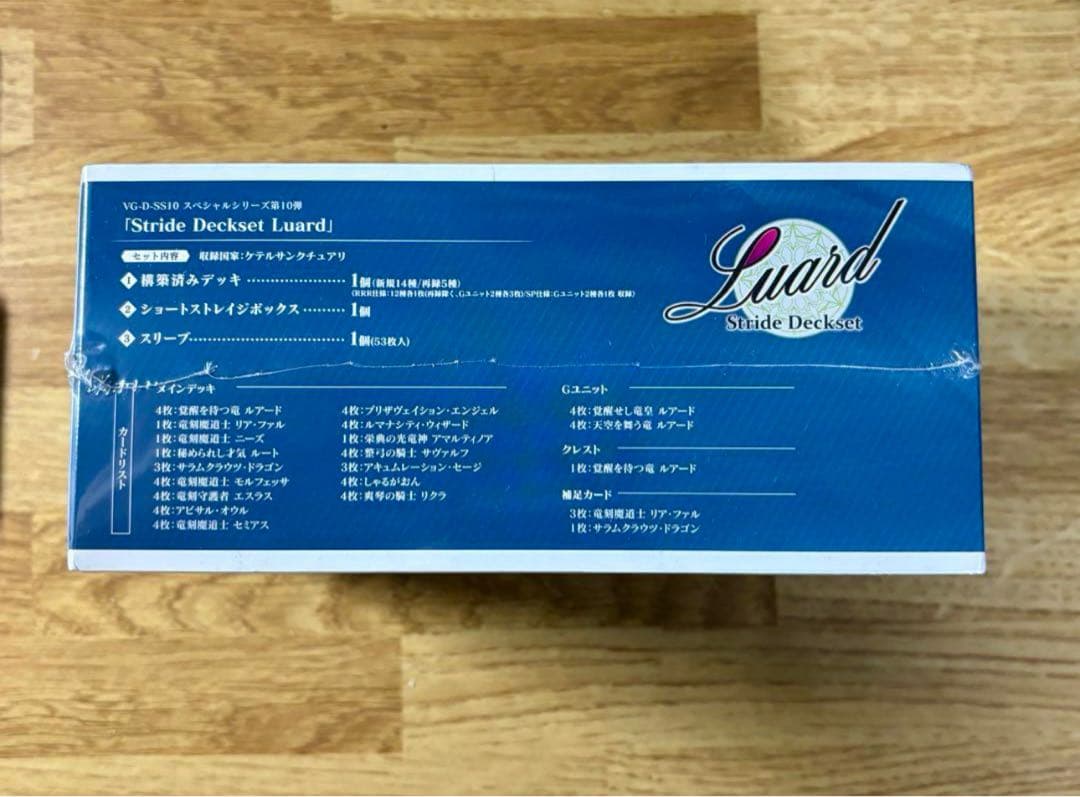 VG-D-SS10 スペシャルシリーズ第10弾
「Stride Deckset Luard」
セット内容 収録国家:ケテルサンクチュアリ
1 構築済みデッキ ‥‥‥‥‥‥ 1個(新規14種/再録5種)
(RRR仕様:12種各1枚(再録除く、Gユニット2種各3枚)/SP仕様:Gユニット2種各1枚 収録)
2 ショートストレイジボックス ‥‥‥ 1個
3 スリーブ‥‥‥‥‥‥‥‥‥‥ 1個(53枚入)
Luard
Stride Deckset
カードリスト
メインデッキ
4枚:覚醒を待つ竜 ルアード
1枚:竜刻魔道士 リア・ファル
1枚:竜刻魔道士 ニーズ
1枚:秘められし才気 ルート
3枚:サラムクラウツ・ドラゴン
4枚:竜刻魔道士 モルフェッサ
4枚:竜刻守護者 エスラス
4枚:アビサル・オウル
4枚:竜刻魔道士 セミアス
4枚:プリザヴェイション・エンジェル
4枚:ルマナシティ・ウィザード
1枚:栄典の光竜神 アマルティノア
4枚:整弓の騎士 サヴァルフ
3枚:アキュムレーション・セージ
4枚:しゃるがおん
4枚:爽琴の騎士 リクラ
Gユニット
4枚:覚醒せし竜皇 ルアード
4枚:天空を舞う竜 ルアード
クレスト
1枚:覚醒を待つ竜 ルアード
補足カード
3枚:竜刻魔道士 リア・ファル
1枚:サラムクラウツ・ドラゴン